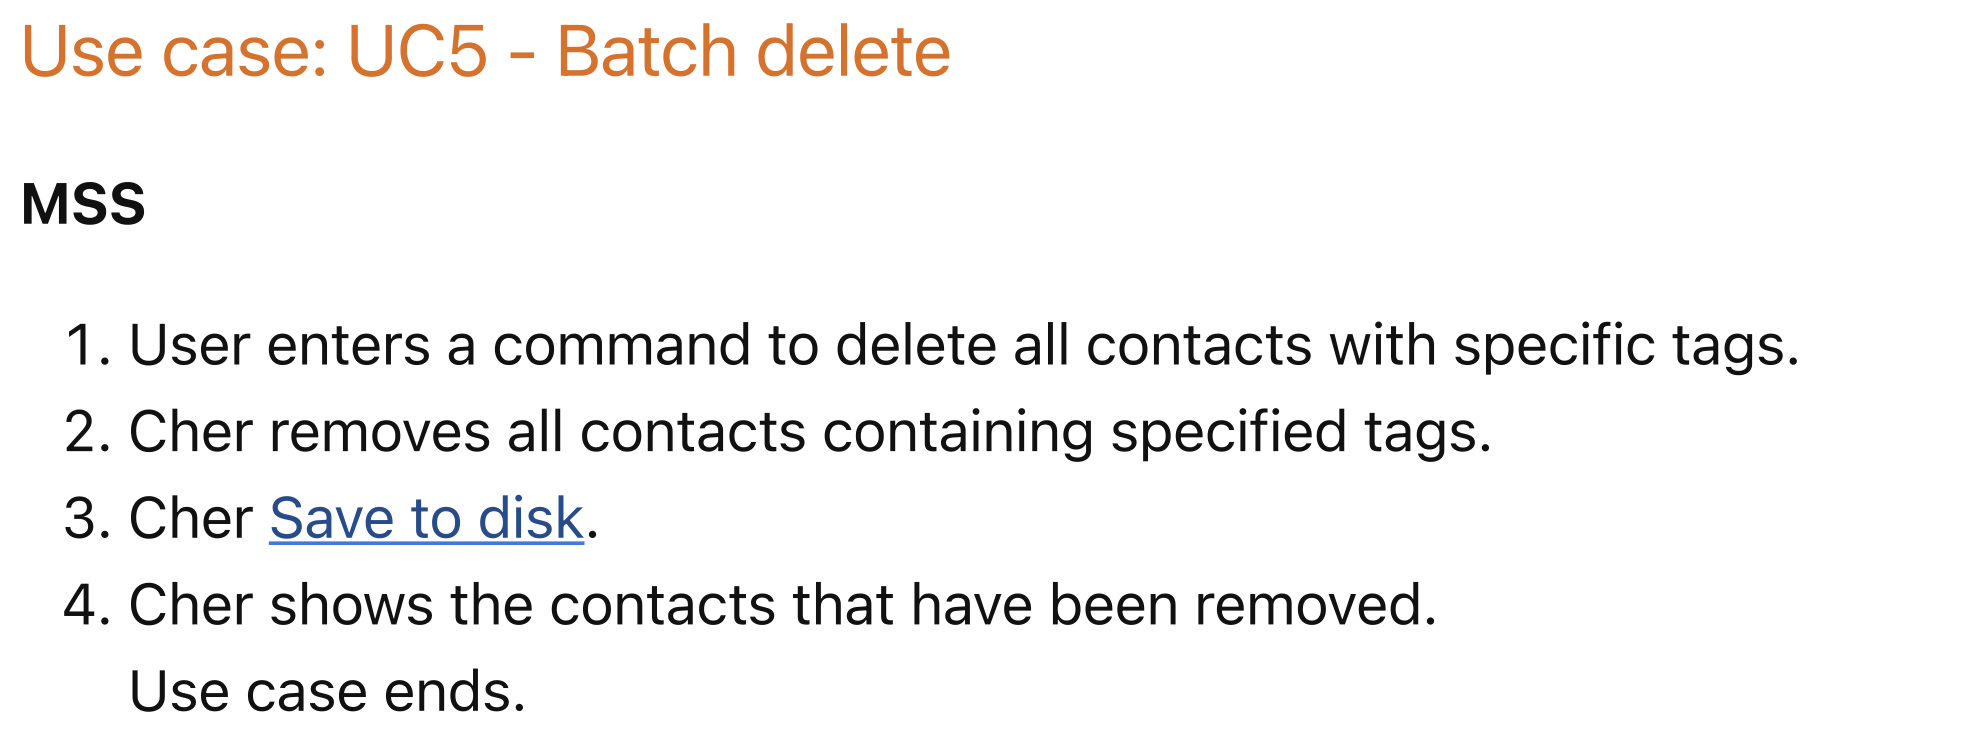 Use case: UC5 - Batch delete
MSS
1. User enters a command to delete all contacts with specific tags.
2. Cher removes all contacts containing specified tags.
3. Cher Save to disk.
4. Cher shows the contacts that have been removed.
Use case ends.